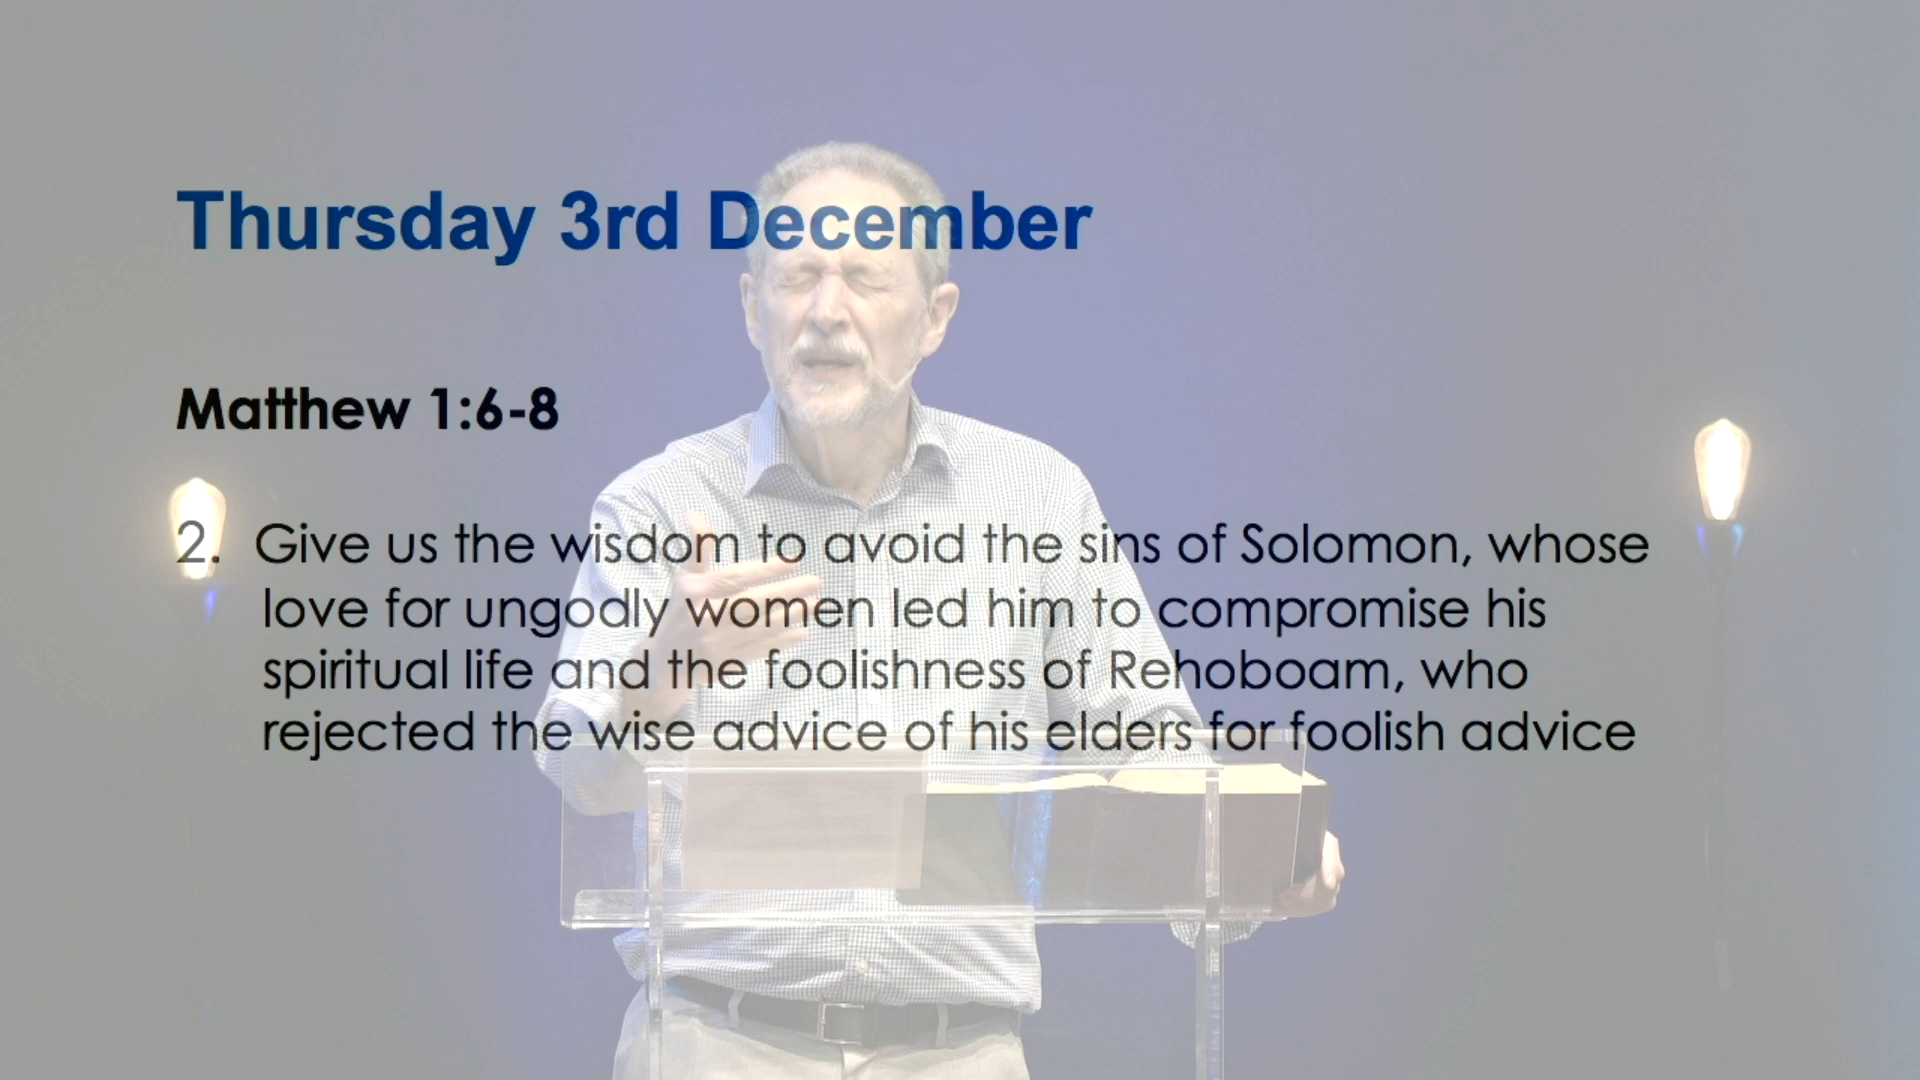 Thursday 3rd December
Matthew 1:6-8
2. Give us the wisdom to avoid the sins of Solomon, whose
love for ungodly women led him to compromise his
spiritual life and the foolishness of Rehoboam, who
rejected the wise advice of his elders for foolish advice